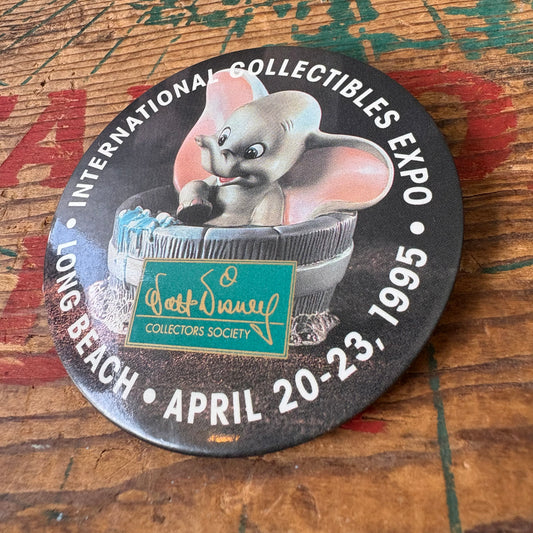 • INTERNATIONAL COLLECTIBLES EXPO •
LONG BEACH • APRIL 20-23, 1995
Walt Disney
COLLECTORS SOCIETY